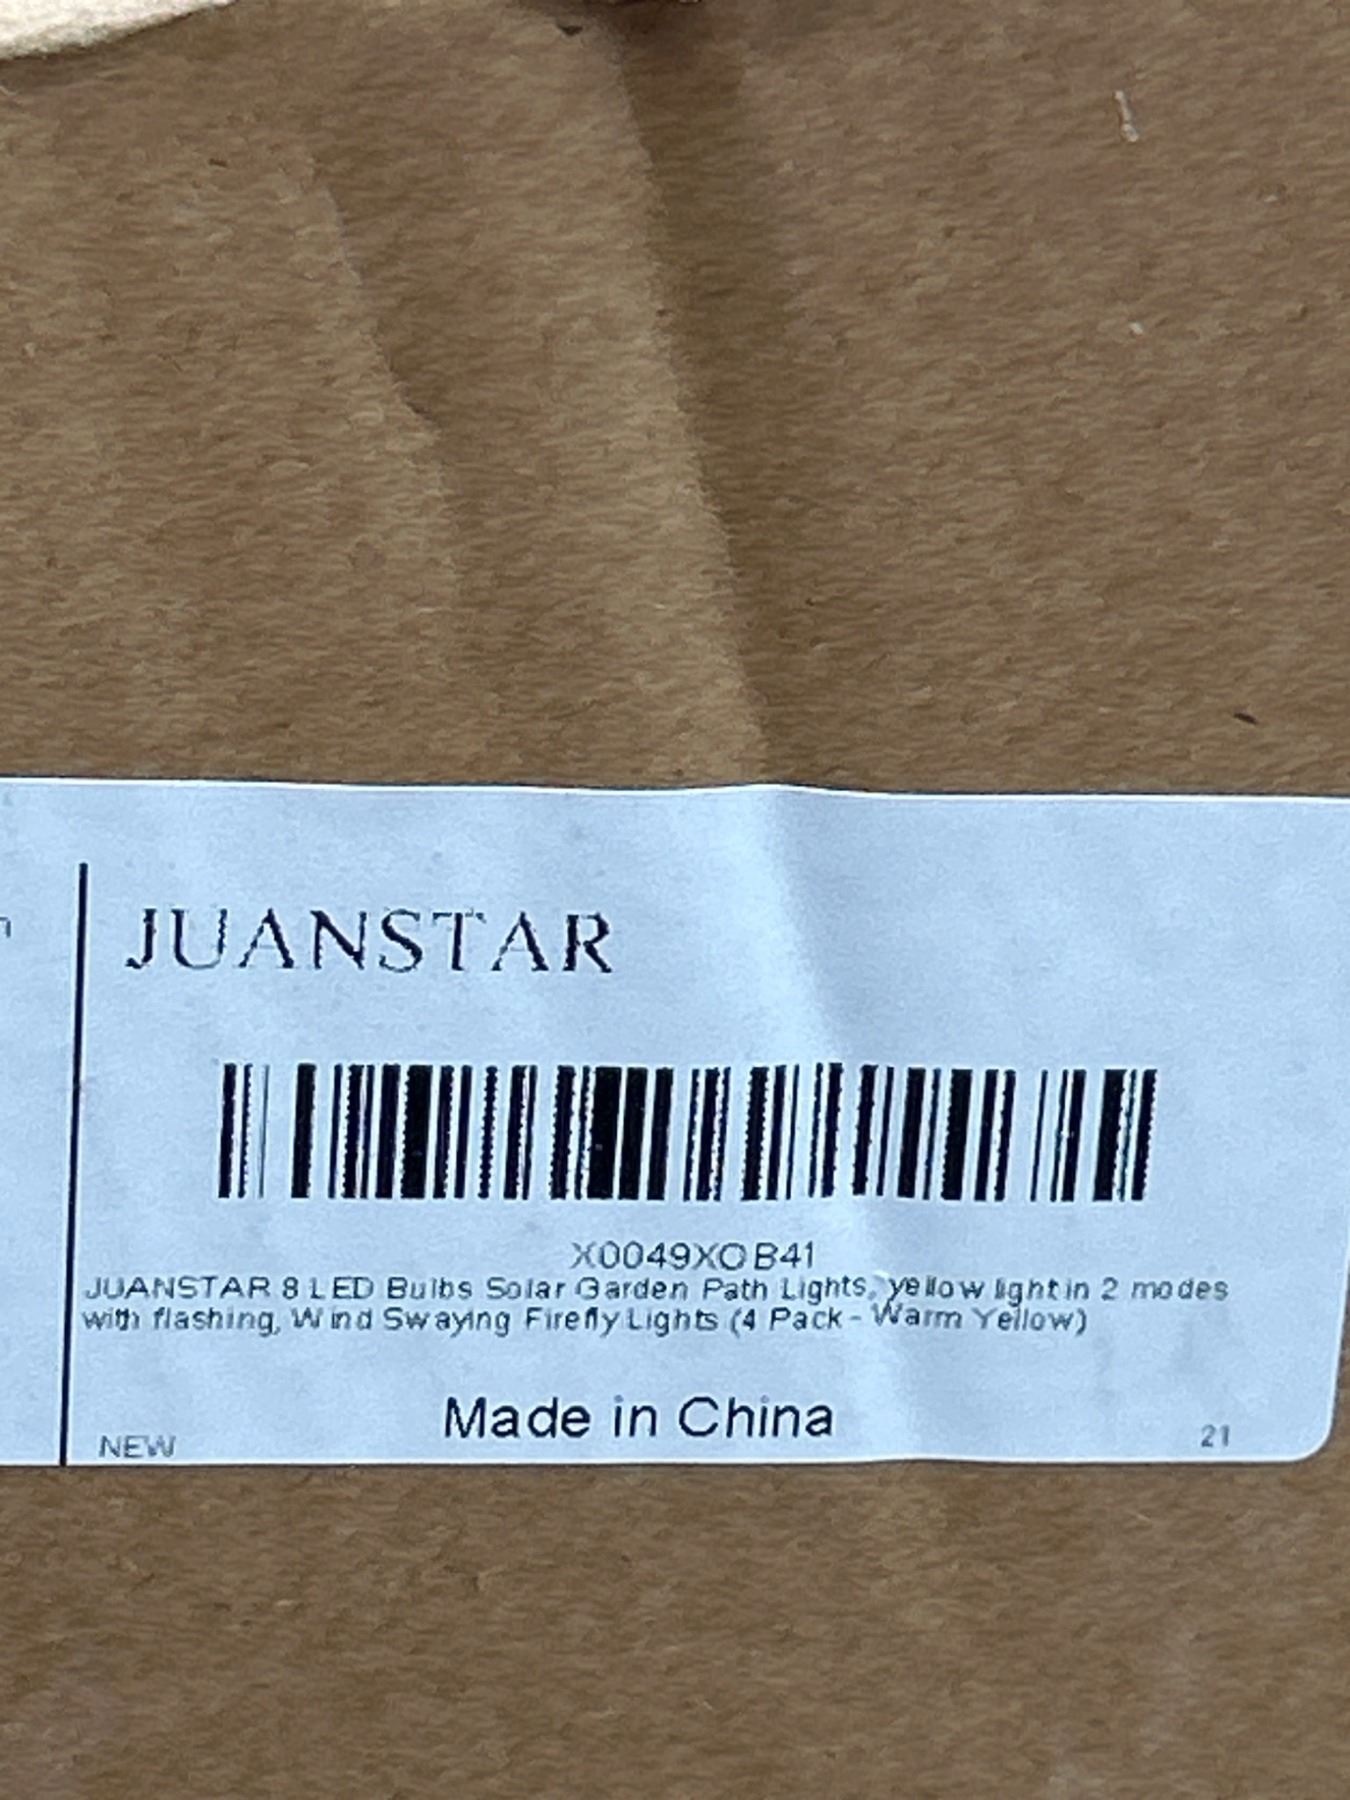 JUANSTAR
X0049XOB41
JUANSTAR 8 LED Bulbs Solar Garden Path Lights, yellow light in 2 modes
with flashing, Wind Swaying Firefly Lights (4 Pack - Warm Yellow)
Made in China
NEW
21